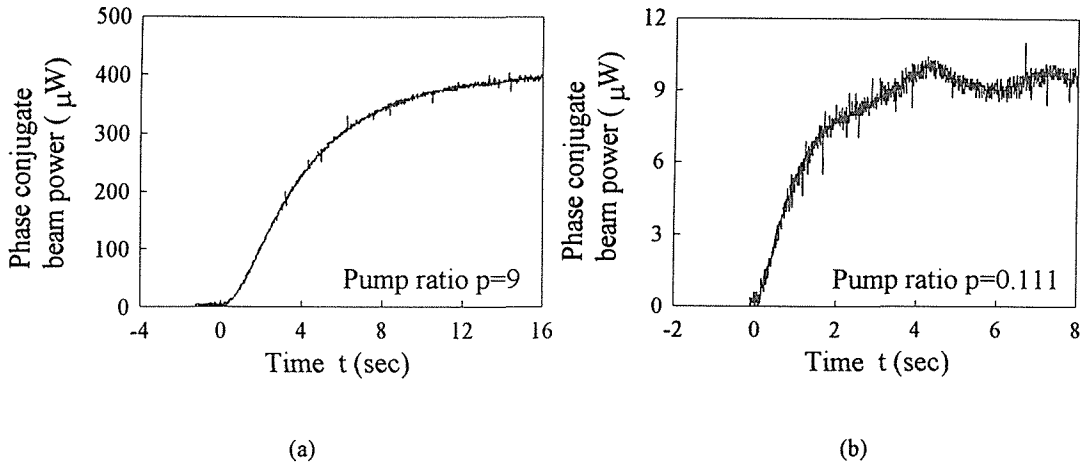 Phase conjugate
beam power ( μW)
500
400
300
200
100
0
-4
0
4
8
12
16
Pump ratio p=9
Time t (sec)
(a)
Phase conjugate
beam power ( μW)
12
9
6
3
0
-2
0
2
4
6
8
Pump ratio p=0.111
Time t (sec)
(b)